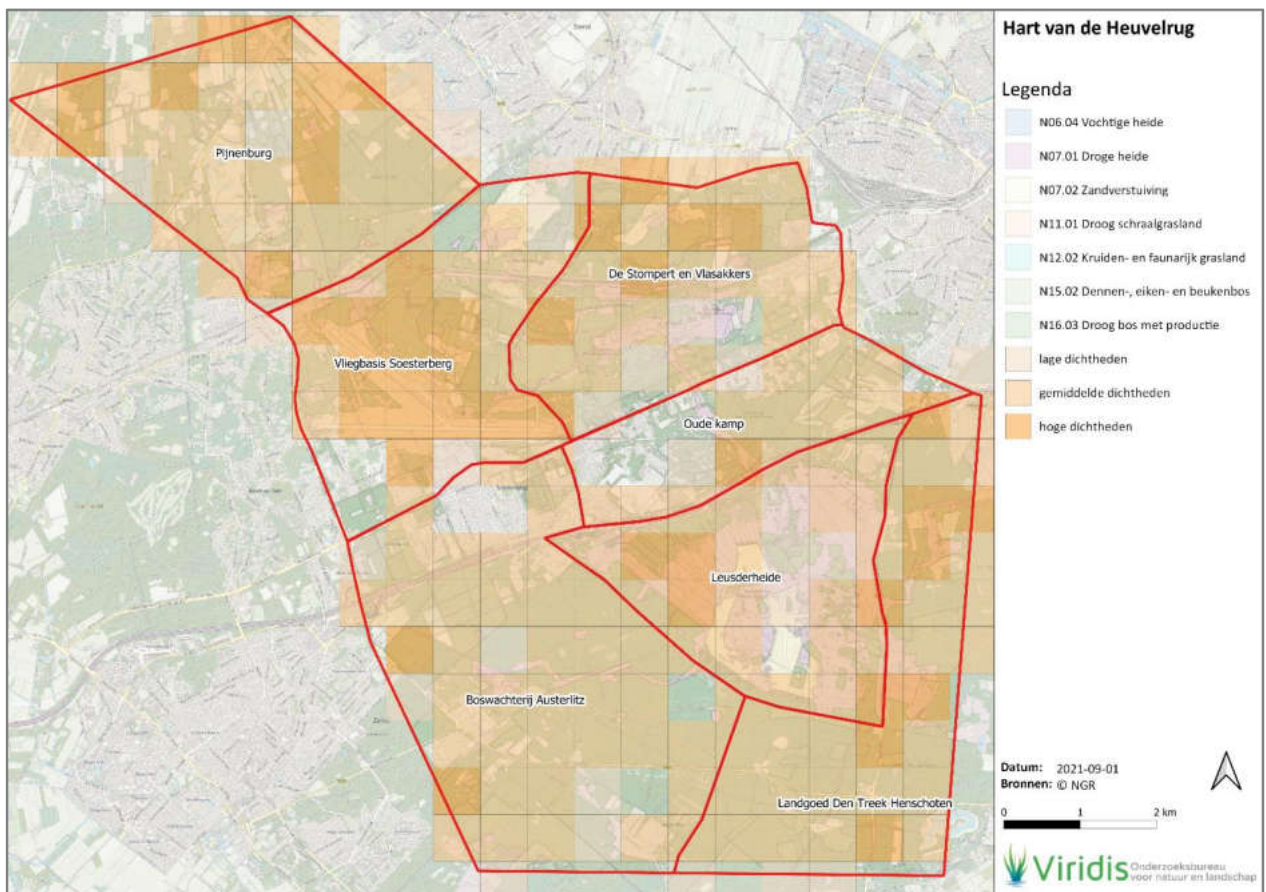 Hart van de Heuvelrug
Legenda
N06.04 Vochtige heide
N07.01 Droge heide
N07.02 Zandverstuiving
N11.01 Droog schraalgrasland
N12.02 Kruiden- en faunarijk grasland
N15.02 Dennen-, eiken- en beukenbos
N16.03 Droog bos met productie
lage dichtheden
gemiddelde dichtheden
hoge dichtheden
Pijnenburg
De Stompert en Vlasakkers
Vliegbasis Soesterberg
Oude kamp
Leusderheide
Boswachterij Austerlitz
Landgoed Den Treek Henschoten
Datum: 2021-09-01
Bronnen: © NGR
0 1 2 km
Viridis Onderzoeksbureau
voor natuur en landschap